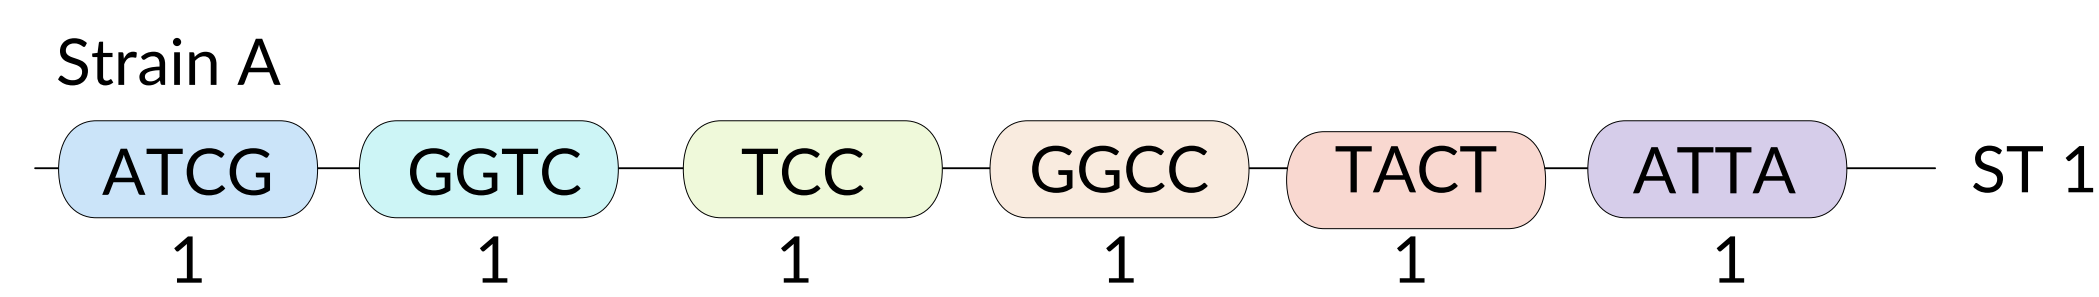 Strain A
ATCG GGTC TCC GGCC TACT ATTA ST 1
1 1 1 1 1 1